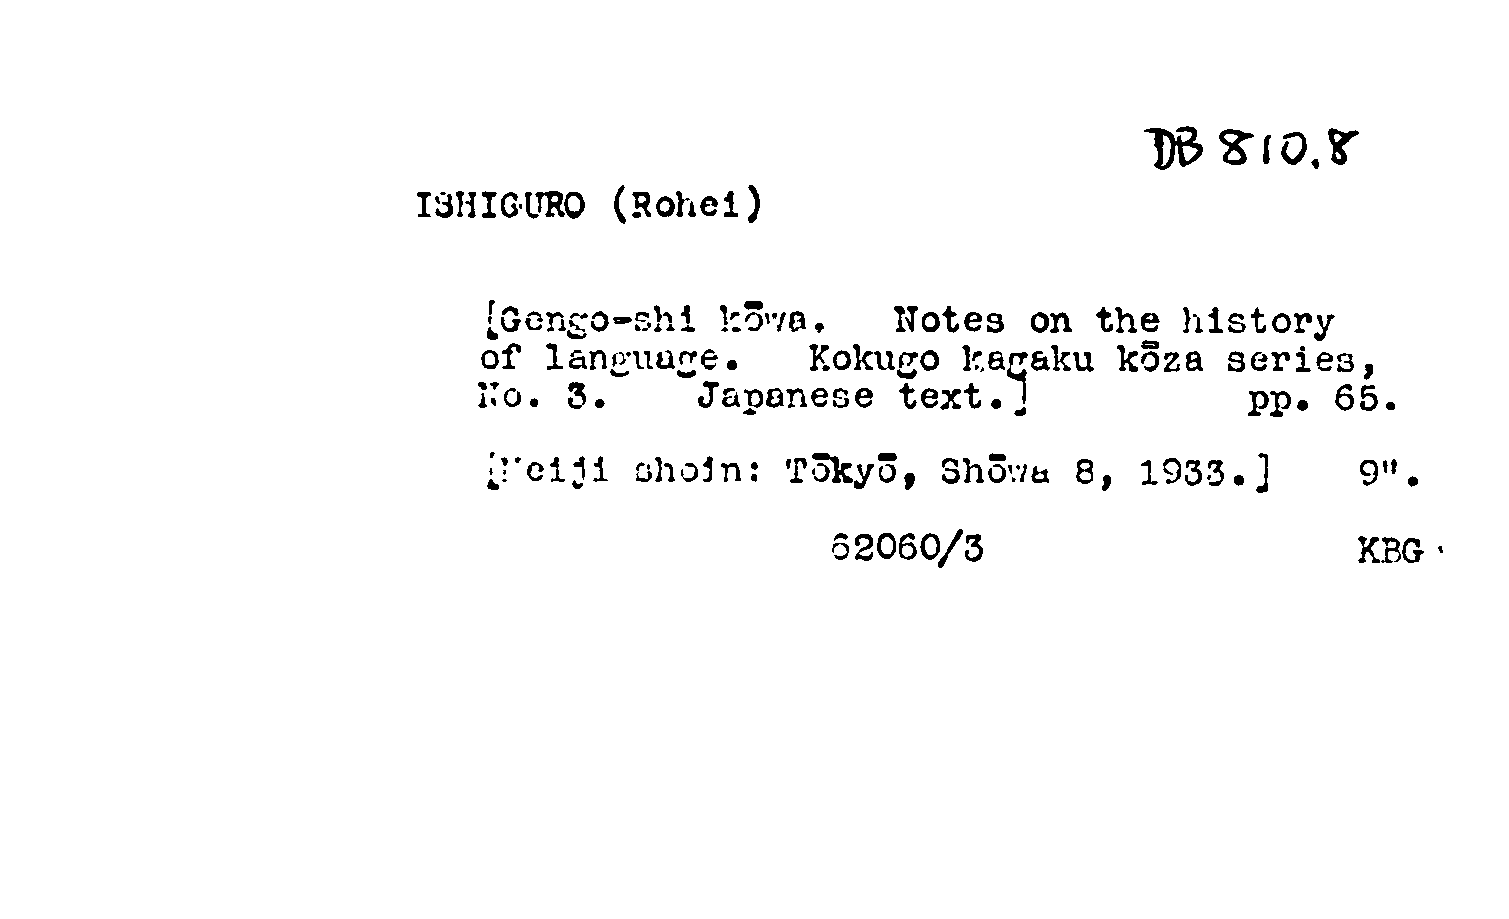 DB 810.8
ISHIGURO (Rohei)
[Gengo-shi kōwa. Notes on the history
of language. Kokugo kagaku kōza series,
No. 3. Japanese text.] pp. 65.
[Meiji shoin: Tōkyō, Shōwa 8, 1933.] 9".
62060/3 KBG